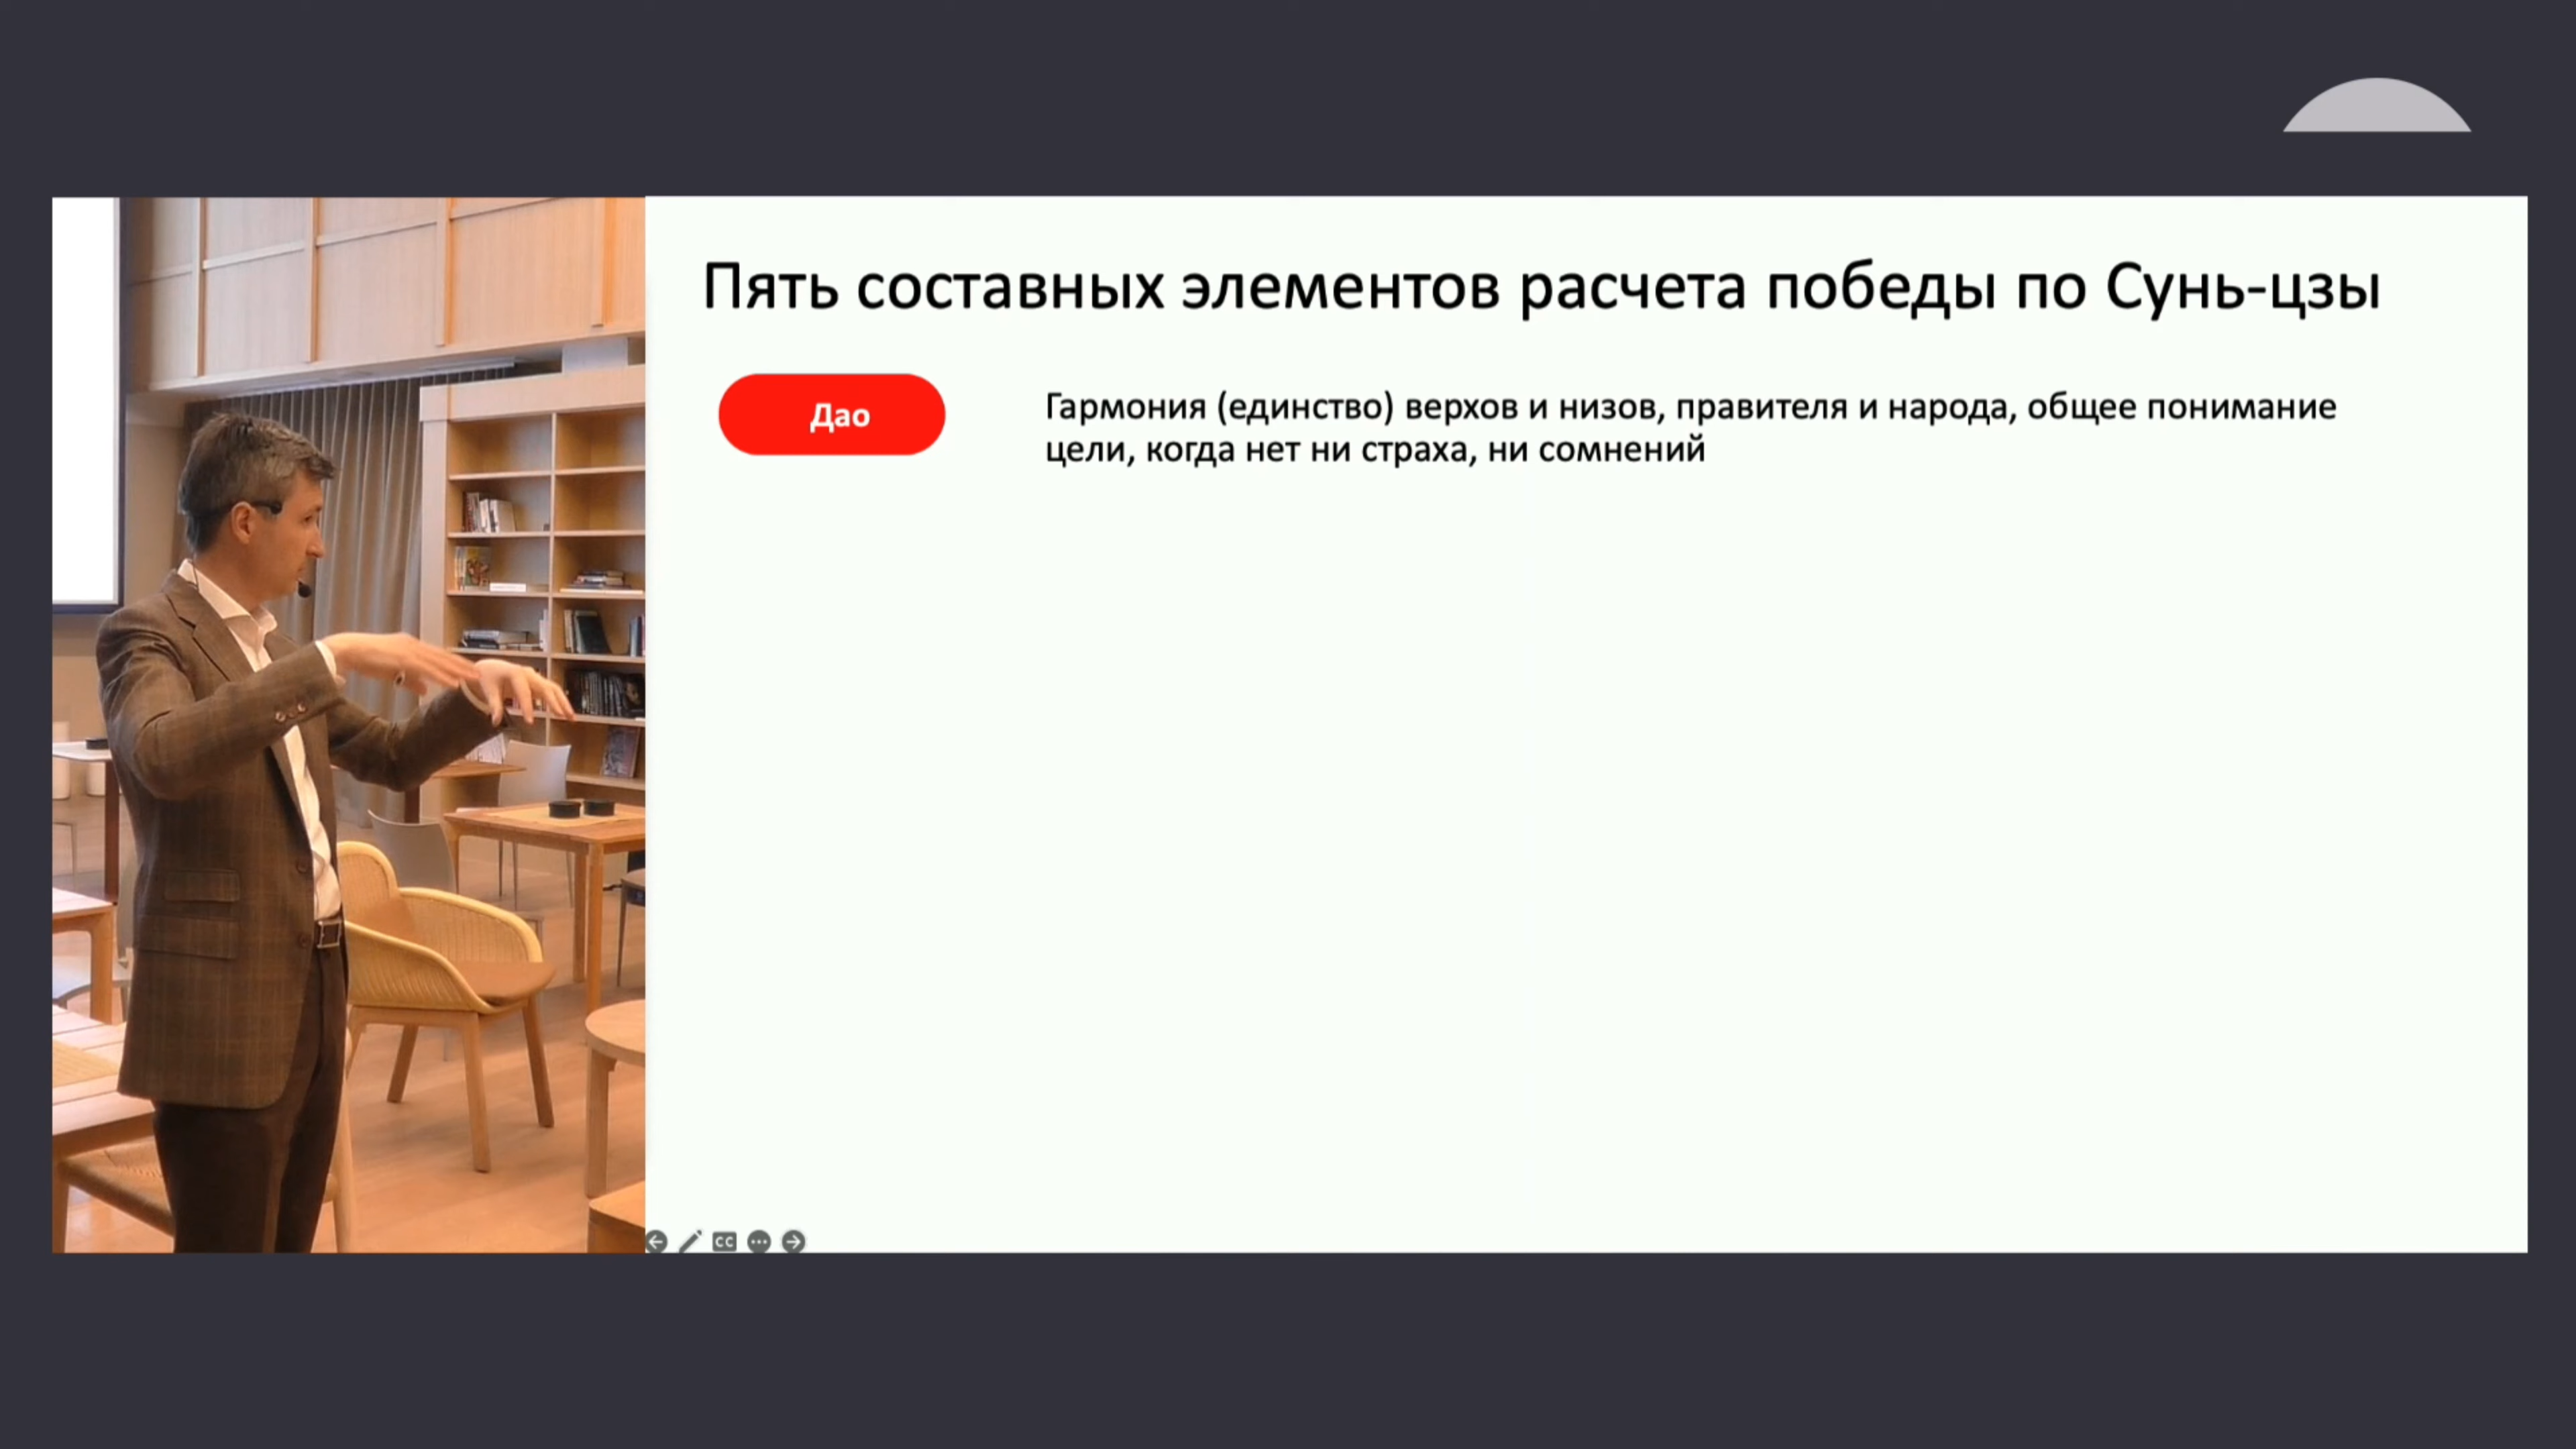 Пять составных элементов расчета победы по Сунь-цзы
Дао
Гармония (единство) верхов и низов, правителя и народа, общее понимание
цели, когда нет ни страха, ни сомнений
CC